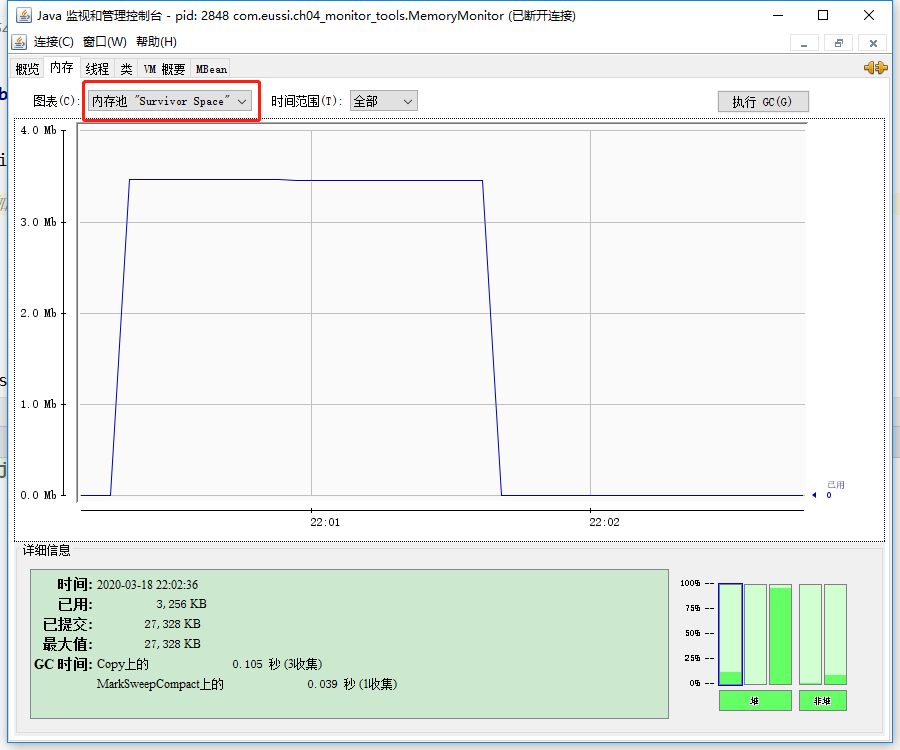 Java 监视和管理控制台 - pid: 2848 com.eussi.ch04_monitor_tools.MemoryMonitor (已断开连接)
连接(C) 窗口(W) 帮助(H)
概览 内存 线程 类 VM 概要 MBean
图表(C): 内存池 "Survivor Space" 时间范围(T): 全部 执行 GC(G)
4.0 Mb
3.0 Mb
2.0 Mb
1.0 Mb
0.0 Mb
已用
0
22:01 22:02
详细信息
时间: 2020-03-18 22:02:36
已用: 3,256 KB
已提交: 27,328 KB
最大值: 27,328 KB
GC 时间: Copy上的 0.105 秒 (3收集)
MarkSweepCompact上的 0.039 秒 (1收集)
100% --
75% --
50% --
25% --
0% --
堆 非堆